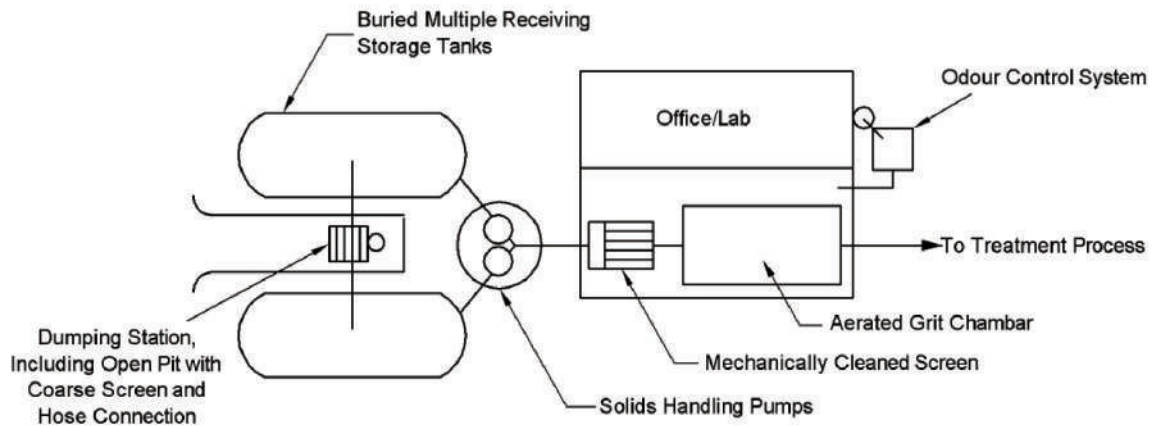 Buried Multiple Receiving
Storage Tanks
Odour Control System
Office/Lab
To Treatment Process
Dumping Station,
Including Open Pit with
Coarse Screen and
Hose Connection
Aerated Grit Chambar
Mechanically Cleaned Screen
Solids Handling Pumps